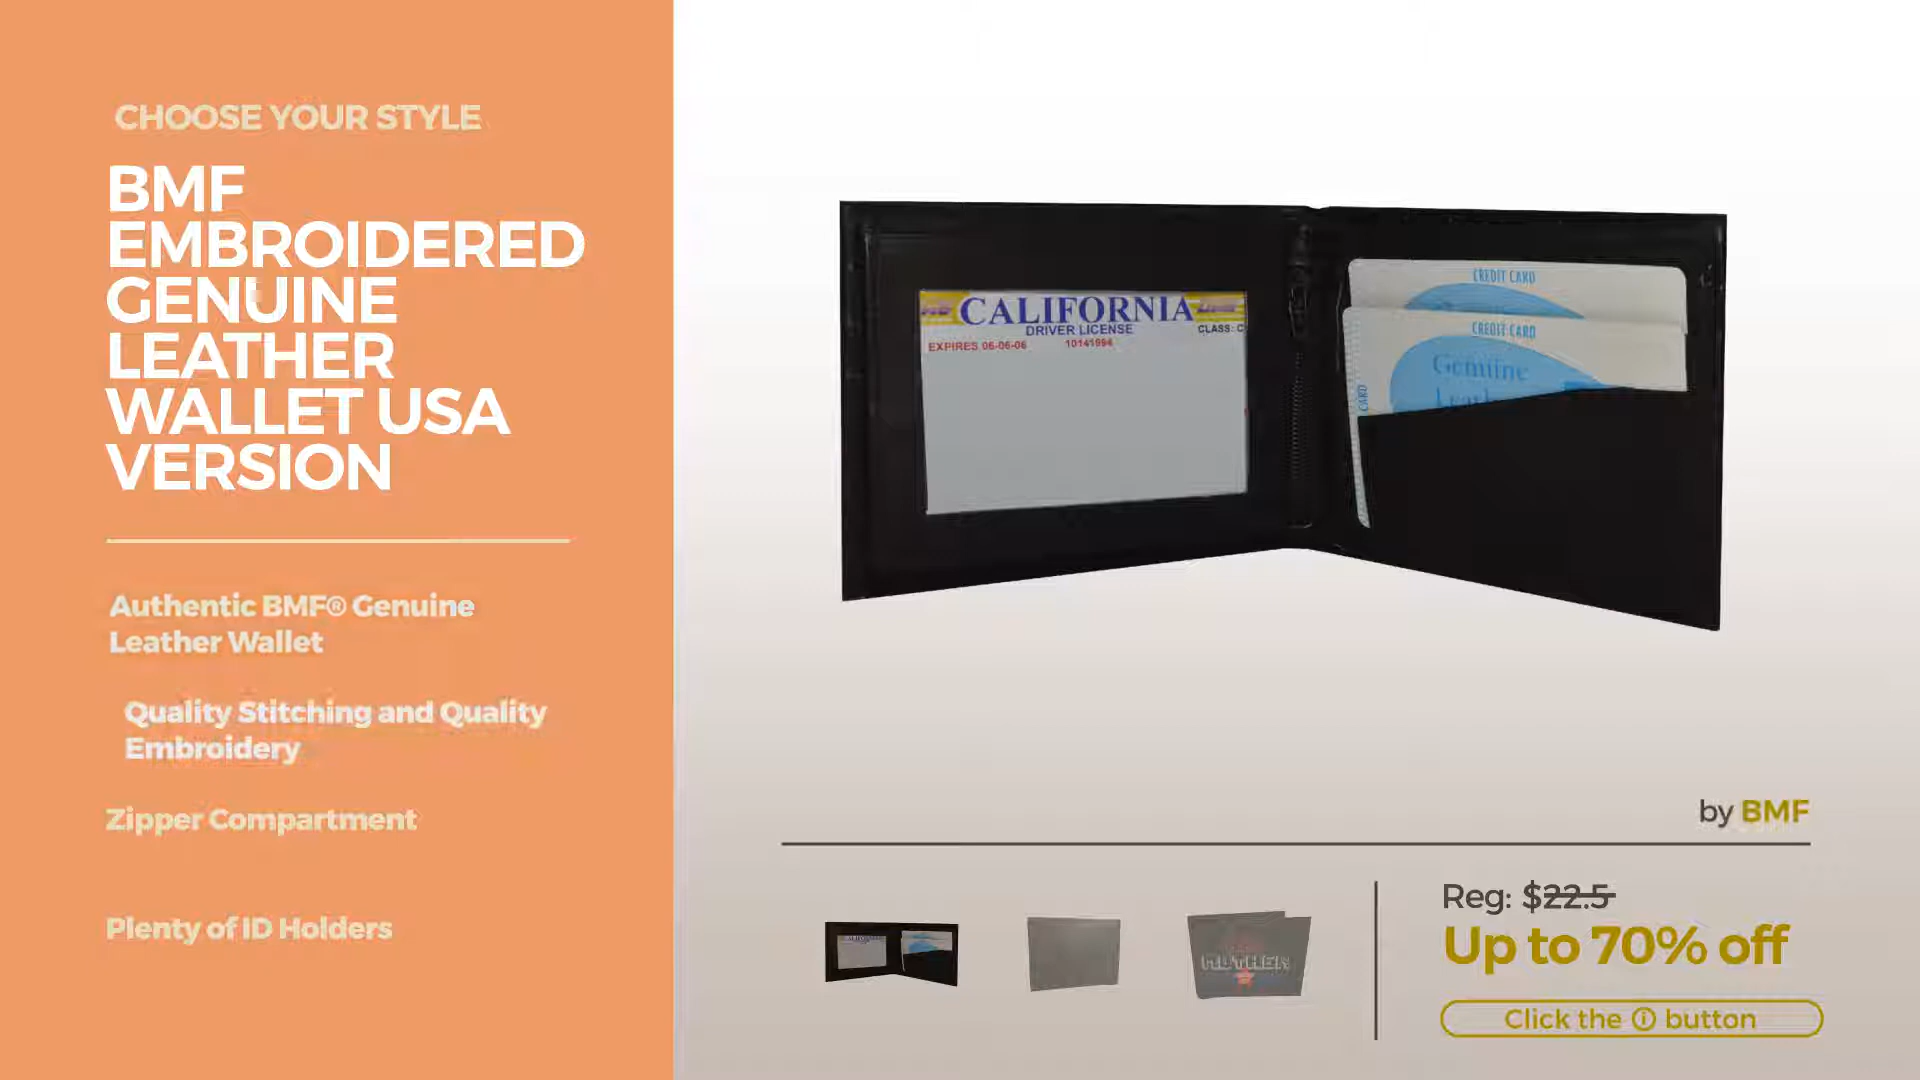 CHOOSE YOUR STYLE
BMF
EMBROIDERED
GENUINE
LEATHER
WALLET USA
VERSION
Authentic BMF® Genuine
Leather Wallet
Quality Stitching and Quality
Embroidery
Zipper Compartment
Plenty of ID Holders
CALIFORNIA
DRIVER LICENSE
CLASS: C
EXPIRES 06-06-06 10141994
CREDIT CARD
CREDIT CARD
Genuine
CARD
by BMF
Reg: $22.5
Up to 70% off
Click the ⓘ button